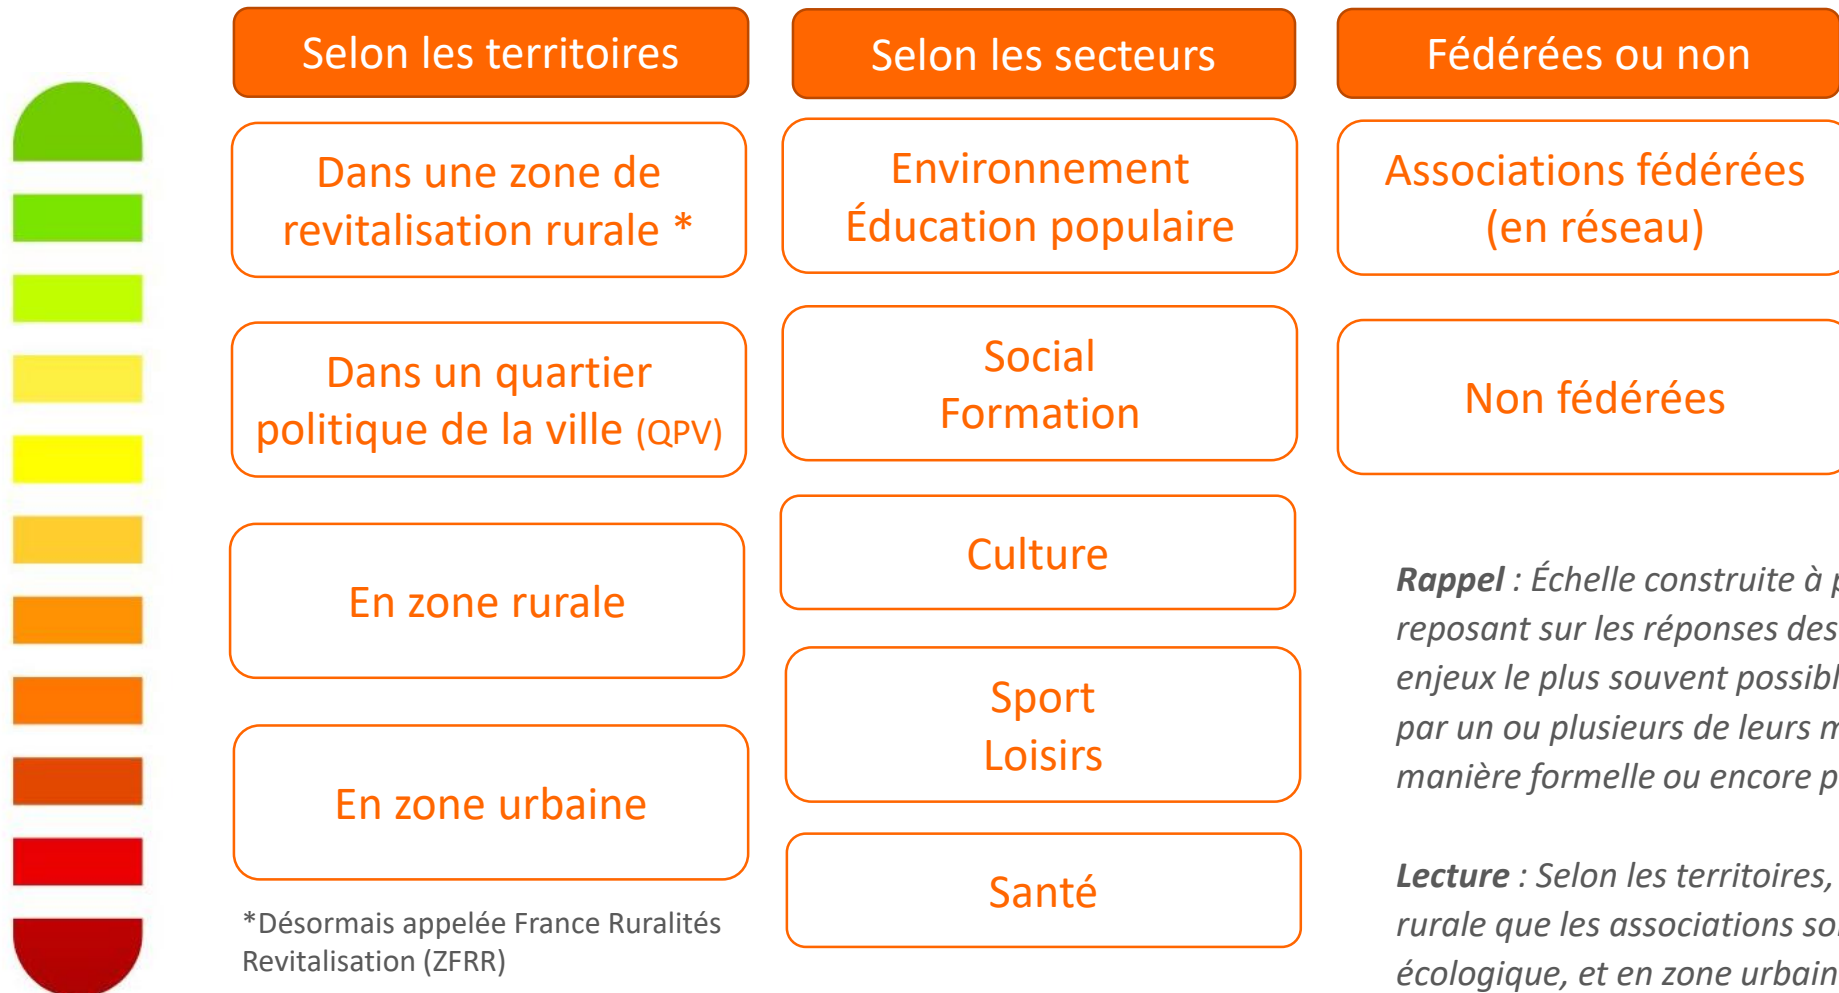 Selon les territoires
Dans une zone de
revitalisation rurale *
Dans un quartier
politique de la ville (QPV)
En zone rurale
En zone urbaine
*Désormais appelée France Ruralités
Revitalisation (ZFRR)
Selon les secteurs
Environnement
Éducation populaire
Social
Formation
Culture
Sport
Loisirs
Santé
Fédérées ou non
Associations fédérées
(en réseau)
Non fédérées
Rappel : Échelle construite à
reposant sur les réponses des
enjeux le plus souvent
par un ou plusieurs de leurs
manière formelle ou encore
Lecture : Selon les territoires,
rurale que les associations
écologique, et en zone